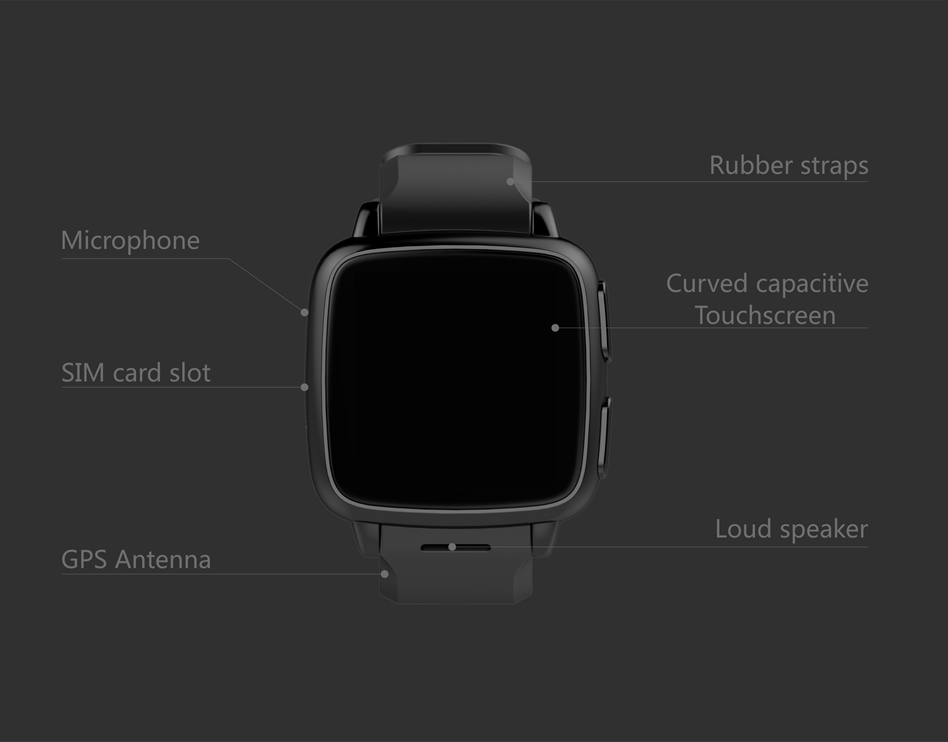 Rubber straps
Microphone
Curved capacitive
Touchscreen
SIM card slot
Loud speaker
GPS Antenna